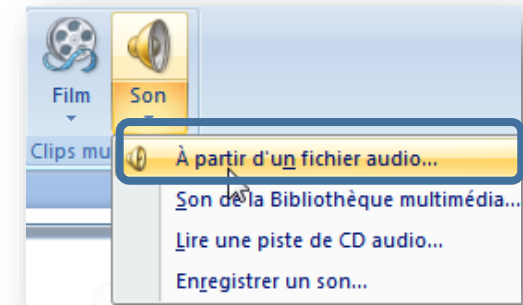 Film Son
Clips mu
À partir d'un fichier audio...
Son de la Bibliothèque multimédia...
Lire une piste de CD audio...
Enregistrer un son...